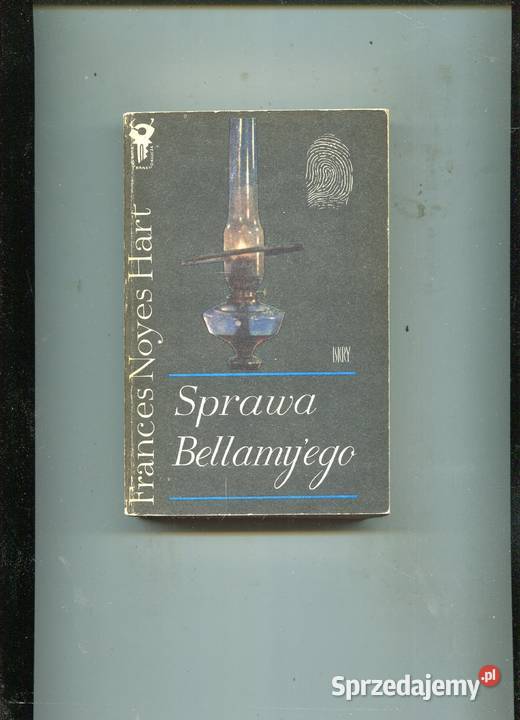 Frances Noyes Hart
ISKRY
Sprawa
Bellamy'ego
Sprzedajemy.pl